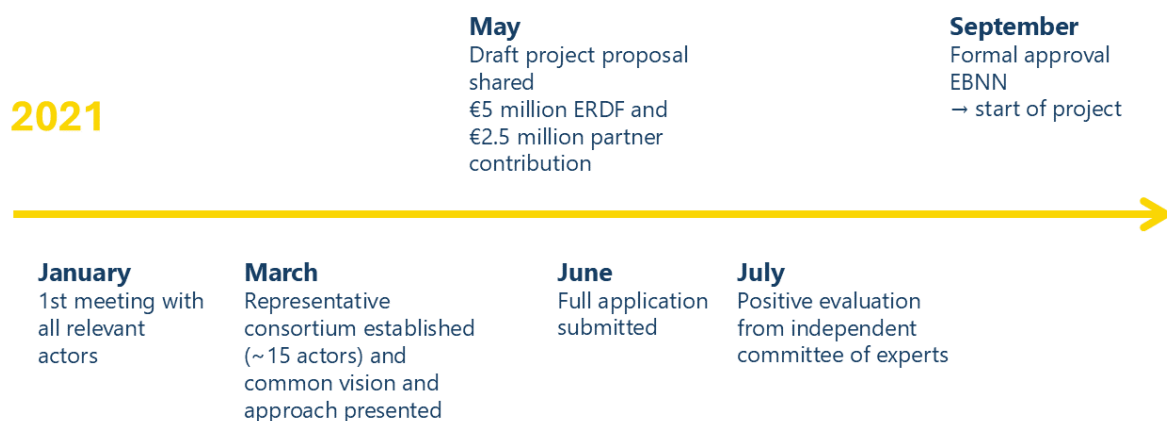 2021
January
1st meeting with
all relevant
actors
March
Representative
consortium established
(~15 actors) and
common vision and
approach presented
May
Draft project proposal
shared
€5 million ERDF and
€2.5 million partner
contribution
June
Full application
submitted
July
Positive evaluation
from independent
committee of experts
September
Formal approval
EBNN
→ start of project